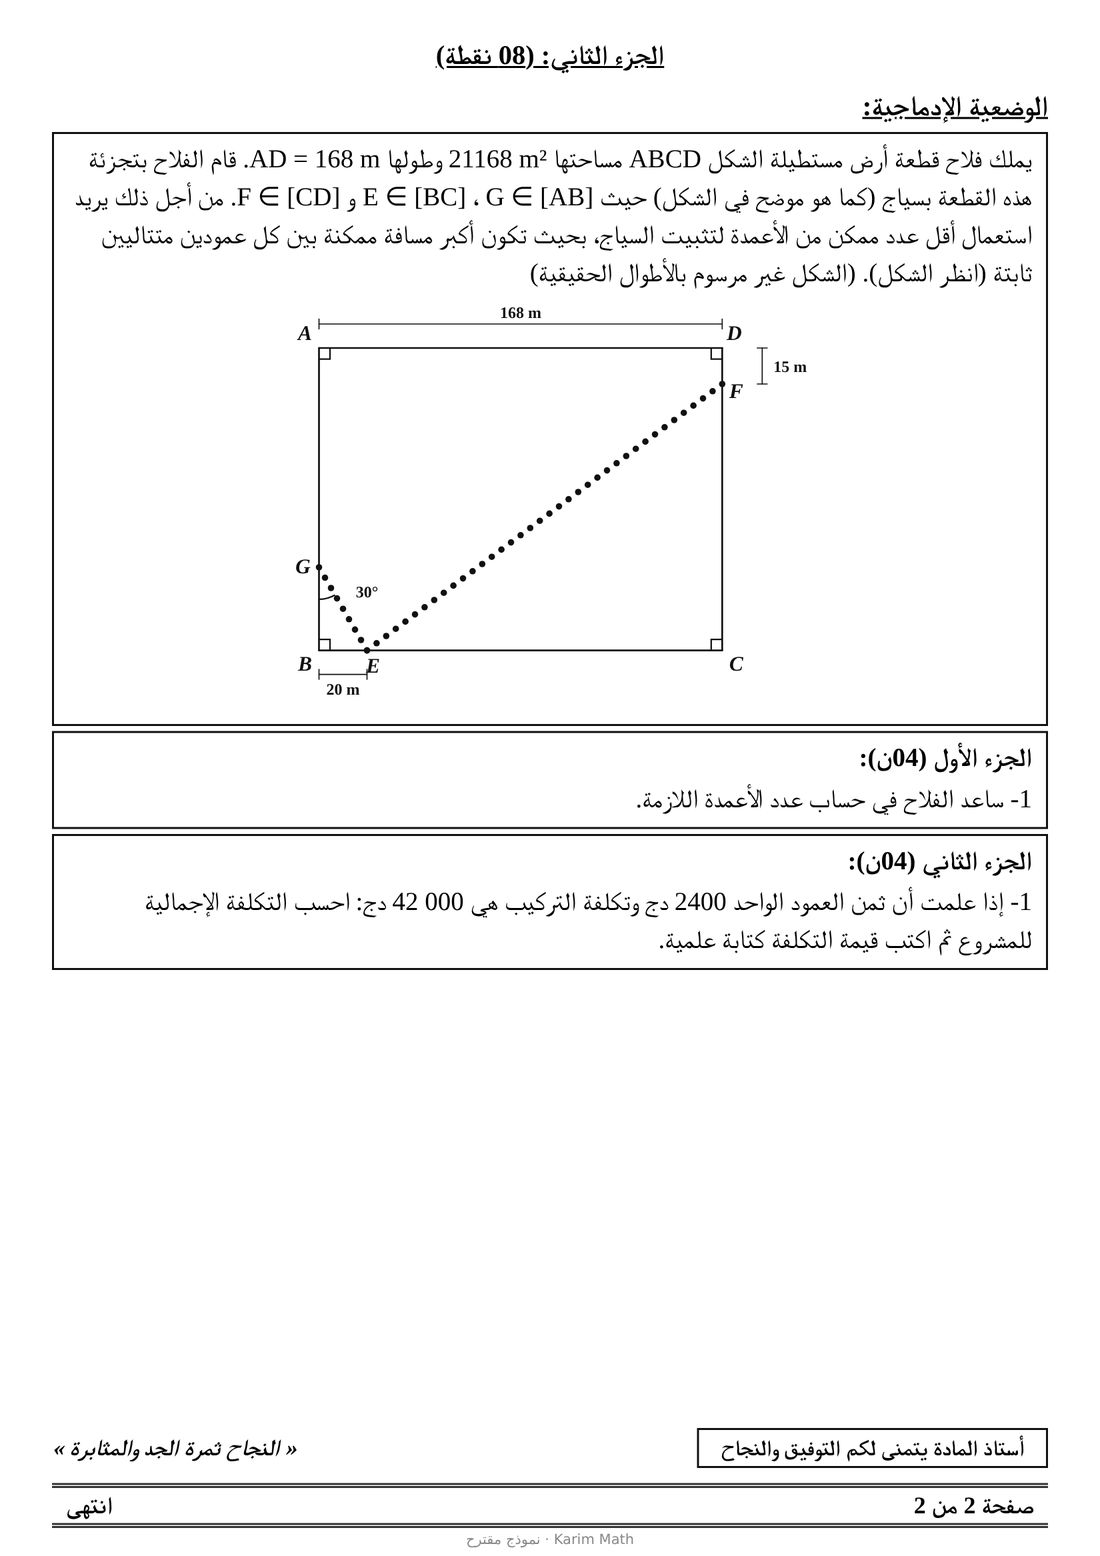 الجزء الثاني: (08 نقطة)
الوضعية الإدماجية:
يملك فلاح قطعة أرض مستطيلة الشكل ABCD مساحتها 21168 m² وطولها AD = 168 m. قام الفلاح بتجزئة
هذه القطعة بسياج (كما هو موضح في الشكل) حيث E ∈ [BC] ، G ∈ [AB] و F ∈ [CD]. من أجل ذلك يريد
استعمال أقل عدد ممكن من الأعمدة لتثبيت السياج، بحيث تكون أكبر مسافة ممكنة بين كل عمودين متتاليين
ثابتة (انظر الشكل). (الشكل غير مرسوم بالأطوال الحقيقية)
168 m
A
D
15 m
F
G
30°
B
E
C
20 m
الجزء الأول (04ن):
1- ساعد الفلاح في حساب عدد الأعمدة اللازمة.
الجزء الثاني (04ن):
1- إذا علمت أن ثمن العمود الواحد 2400 دج وتكلفة التركيب هي 42 000 دج: احسب التكلفة الإجمالية
للمشروع ثم اكتب قيمة التكلفة كتابة علمية.
أستاذ المادة يتمنى لكم التوفيق والنجاح
« النجاح ثمرة الجد والمثابرة »
صفحة 2 من 2
انتهى
نموذج مقترح · Karim Math